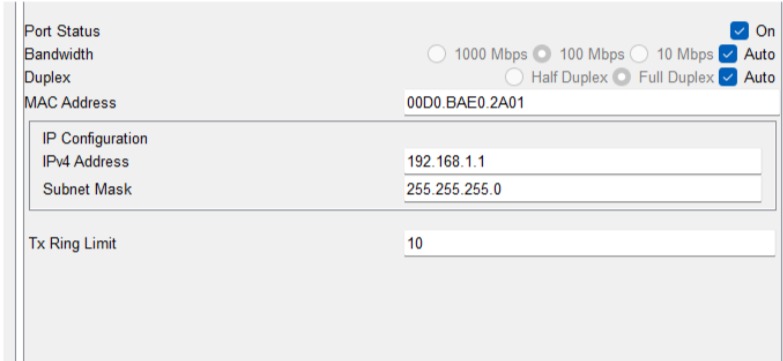 Port Status On
Bandwidth 1000 Mbps 100 Mbps 10 Mbps Auto
Duplex Half Duplex Full Duplex Auto
MAC Address 00D0.BAE0.2A01
IP Configuration
IPv4 Address 192.168.1.1
Subnet Mask 255.255.255.0
Tx Ring Limit 10